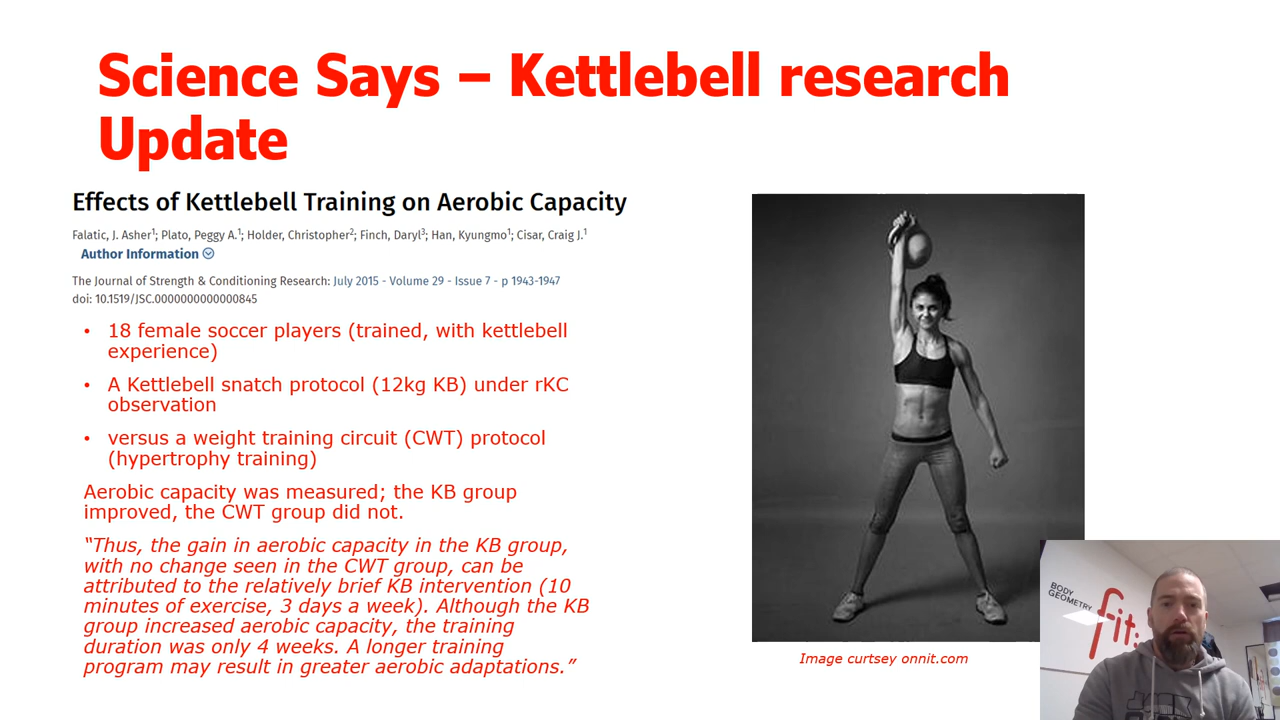 Science Says – Kettlebell research
Update
Effects of Kettlebell Training on Aerobic Capacity
Falatic, J. Asher1; Plato, Peggy A.1; Holder, Christopher2; Finch, Daryl3; Han, Kyungmo1; Cisar, Craig J.1
Author Information
The Journal of Strength & Conditioning Research: July 2015 - Volume 29 - Issue 7 - p 1943-1947
doi: 10.1519/JSC.0000000000000845
• 18 female soccer players (trained, with kettlebell
experience)
• A Kettlebell snatch protocol (12kg KB) under rKC
observation
• versus a weight training circuit (CWT) protocol
(hypertrophy training)
Aerobic capacity was measured; the KB group
improved, the CWT group did not.
“Thus, the gain in aerobic capacity in the KB group,
with no change seen in the CWT group, can be
attributed to the relatively brief KB intervention (10
minutes of exercise, 3 days a week). Although the KB
group increased aerobic capacity, the training
duration was only 4 weeks. A longer training
program may result in greater aerobic adaptations.”
Image curtsey onnit.com
BODY
GEOMETRY
fit.